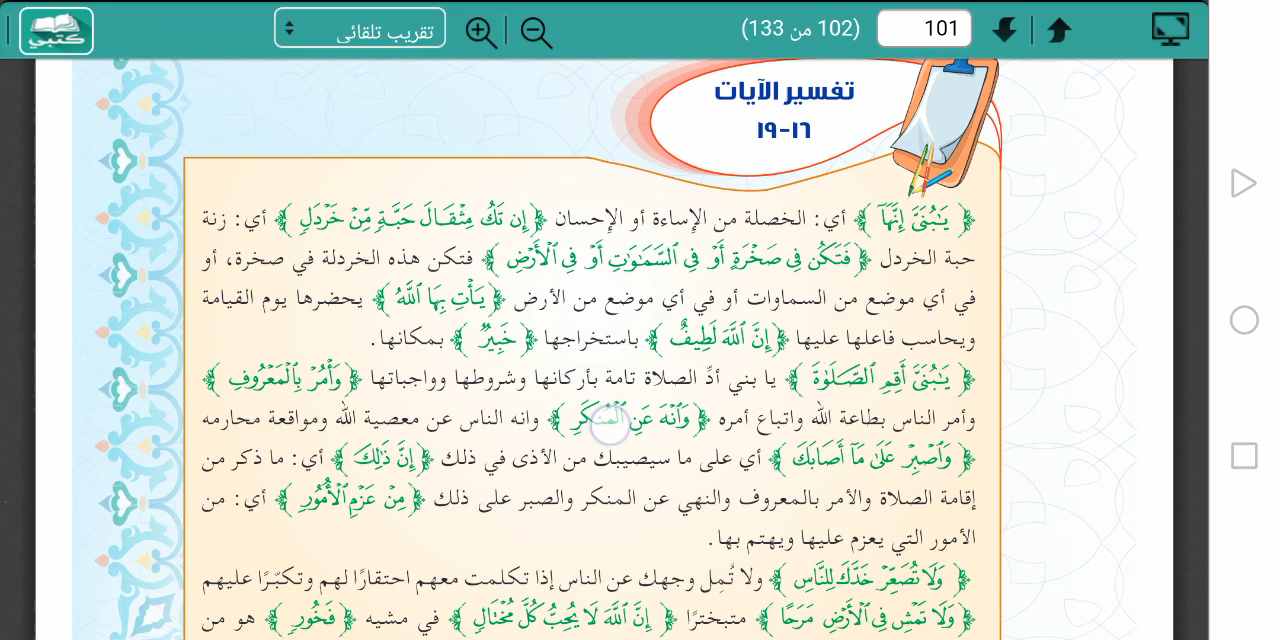 كتبي
تقريب تلقائي
(102 من 133)
101
تفسير الآيات
١٦-١٩
﴿ يَـٰبُنَىَّ إِنَّهَآ ﴾ أي: الخصلة من الإساءة أو الإحسان ﴿ إِن تَكُ مِثْقَالَ حَبَّةٍ مِّنْ خَرْدَلٍ ﴾ أي: زنة
حبة الخردل ﴿ فَتَكُن فِى صَخْرَةٍ أَوْ فِى ٱلسَّمَـٰوَٰتِ أَوْ فِى ٱلْأَرْضِ ﴾ فتكن هذه الخردلة في صخرة، أو
في أي موضع من السماوات أو في أي موضع من الأرض ﴿ يَأْتِ بِهَا ٱللَّهُ ﴾ يحضرها يوم القيامة
ويحاسب فاعلها عليها ﴿ إِنَّ ٱللَّهَ لَطِيفٌ ﴾ باستخراجها ﴿ خَبِيرٌ ﴾ بمكانها.
﴿ يَـٰبُنَىَّ أَقِمِ ٱلصَّلَوٰةَ ﴾ يا بني أدِّ الصلاة تامة بأركانها وشروطها وواجباتها ﴿ وَأْمُرْ بِٱلْمَعْرُوفِ ﴾
وأمر الناس بطاعة الله واتباع أمره ﴿ وَٱنْهَ عَنِ ٱلْمُنكَرِ ﴾ وانه الناس عن معصية الله ومواقعة محارمه
﴿ وَٱصْبِرْ عَلَىٰ مَآ أَصَابَكَ ﴾ أي على ما سيصيبك من الأذى في ذلك ﴿ إِنَّ ذَٰلِكَ ﴾ أي: ما ذكر من
إقامة الصلاة والأمر بالمعروف والنهي عن المنكر والصبر على ذلك ﴿ مِنْ عَزْمِ ٱلْأُمُورِ ﴾ أي: من
الأمور التي يعزم عليها ويهتم بها.
﴿ وَلَا تُصَعِّرْ خَدَّكَ لِلنَّاسِ ﴾ ولا تُمِل وجهك عن الناس إذا تكلمت معهم احتقارًا لهم وتكبّرًا عليهم
﴿ وَلَا تَمْشِ فِى ٱلْأَرْضِ مَرَحًا ﴾ متبخترًا ﴿ إِنَّ ٱللَّهَ لَا يُحِبُّ كُلَّ مُخْتَالٍ ﴾ في مشيه ﴿ فَخُورٍ ﴾ هو من